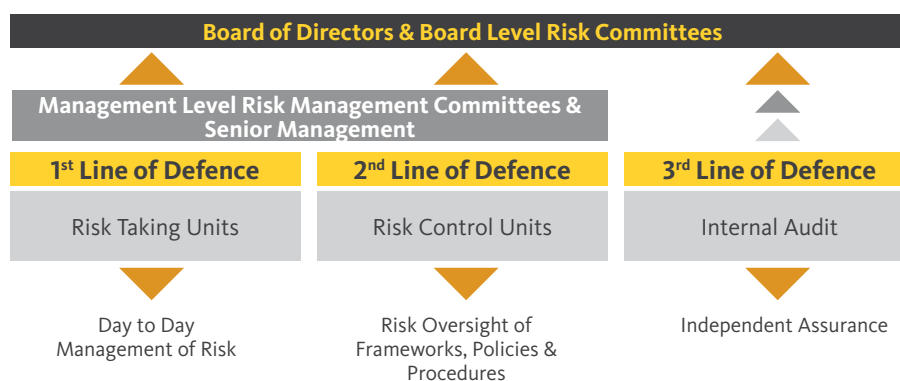 Board of Directors & Board Level Risk Committees
Management Level Risk Management Committees &
Senior Management
1st Line of Defence
2nd Line of Defence
3rd Line of Defence
Risk Taking Units
Risk Control Units
Internal Audit
Day to Day
Management of Risk
Risk Oversight of
Frameworks, Policies &
Procedures
Independent Assurance